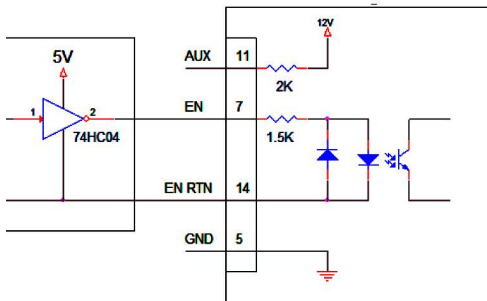 12V
AUX 11
5V
2K
EN 7
1 2
74HC04
1.5K
EN RTN 14
GND 5